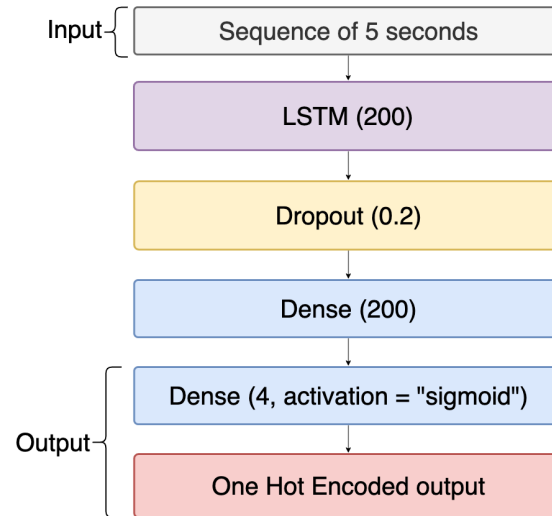 Input
Sequence of 5 seconds
LSTM (200)
Dropout (0.2)
Dense (200)
Dense (4, activation = "sigmoid")
Output
One Hot Encoded output